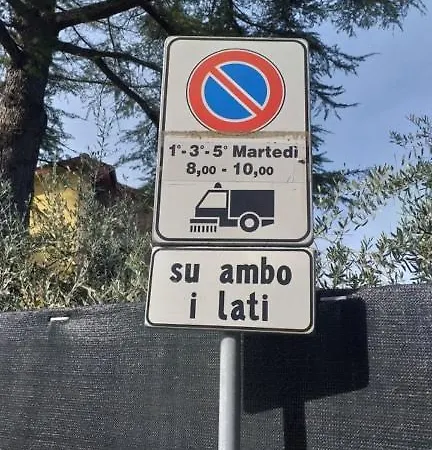 1°-3°-5° Martedì
8,00 - 10,00
su ambo
i lati